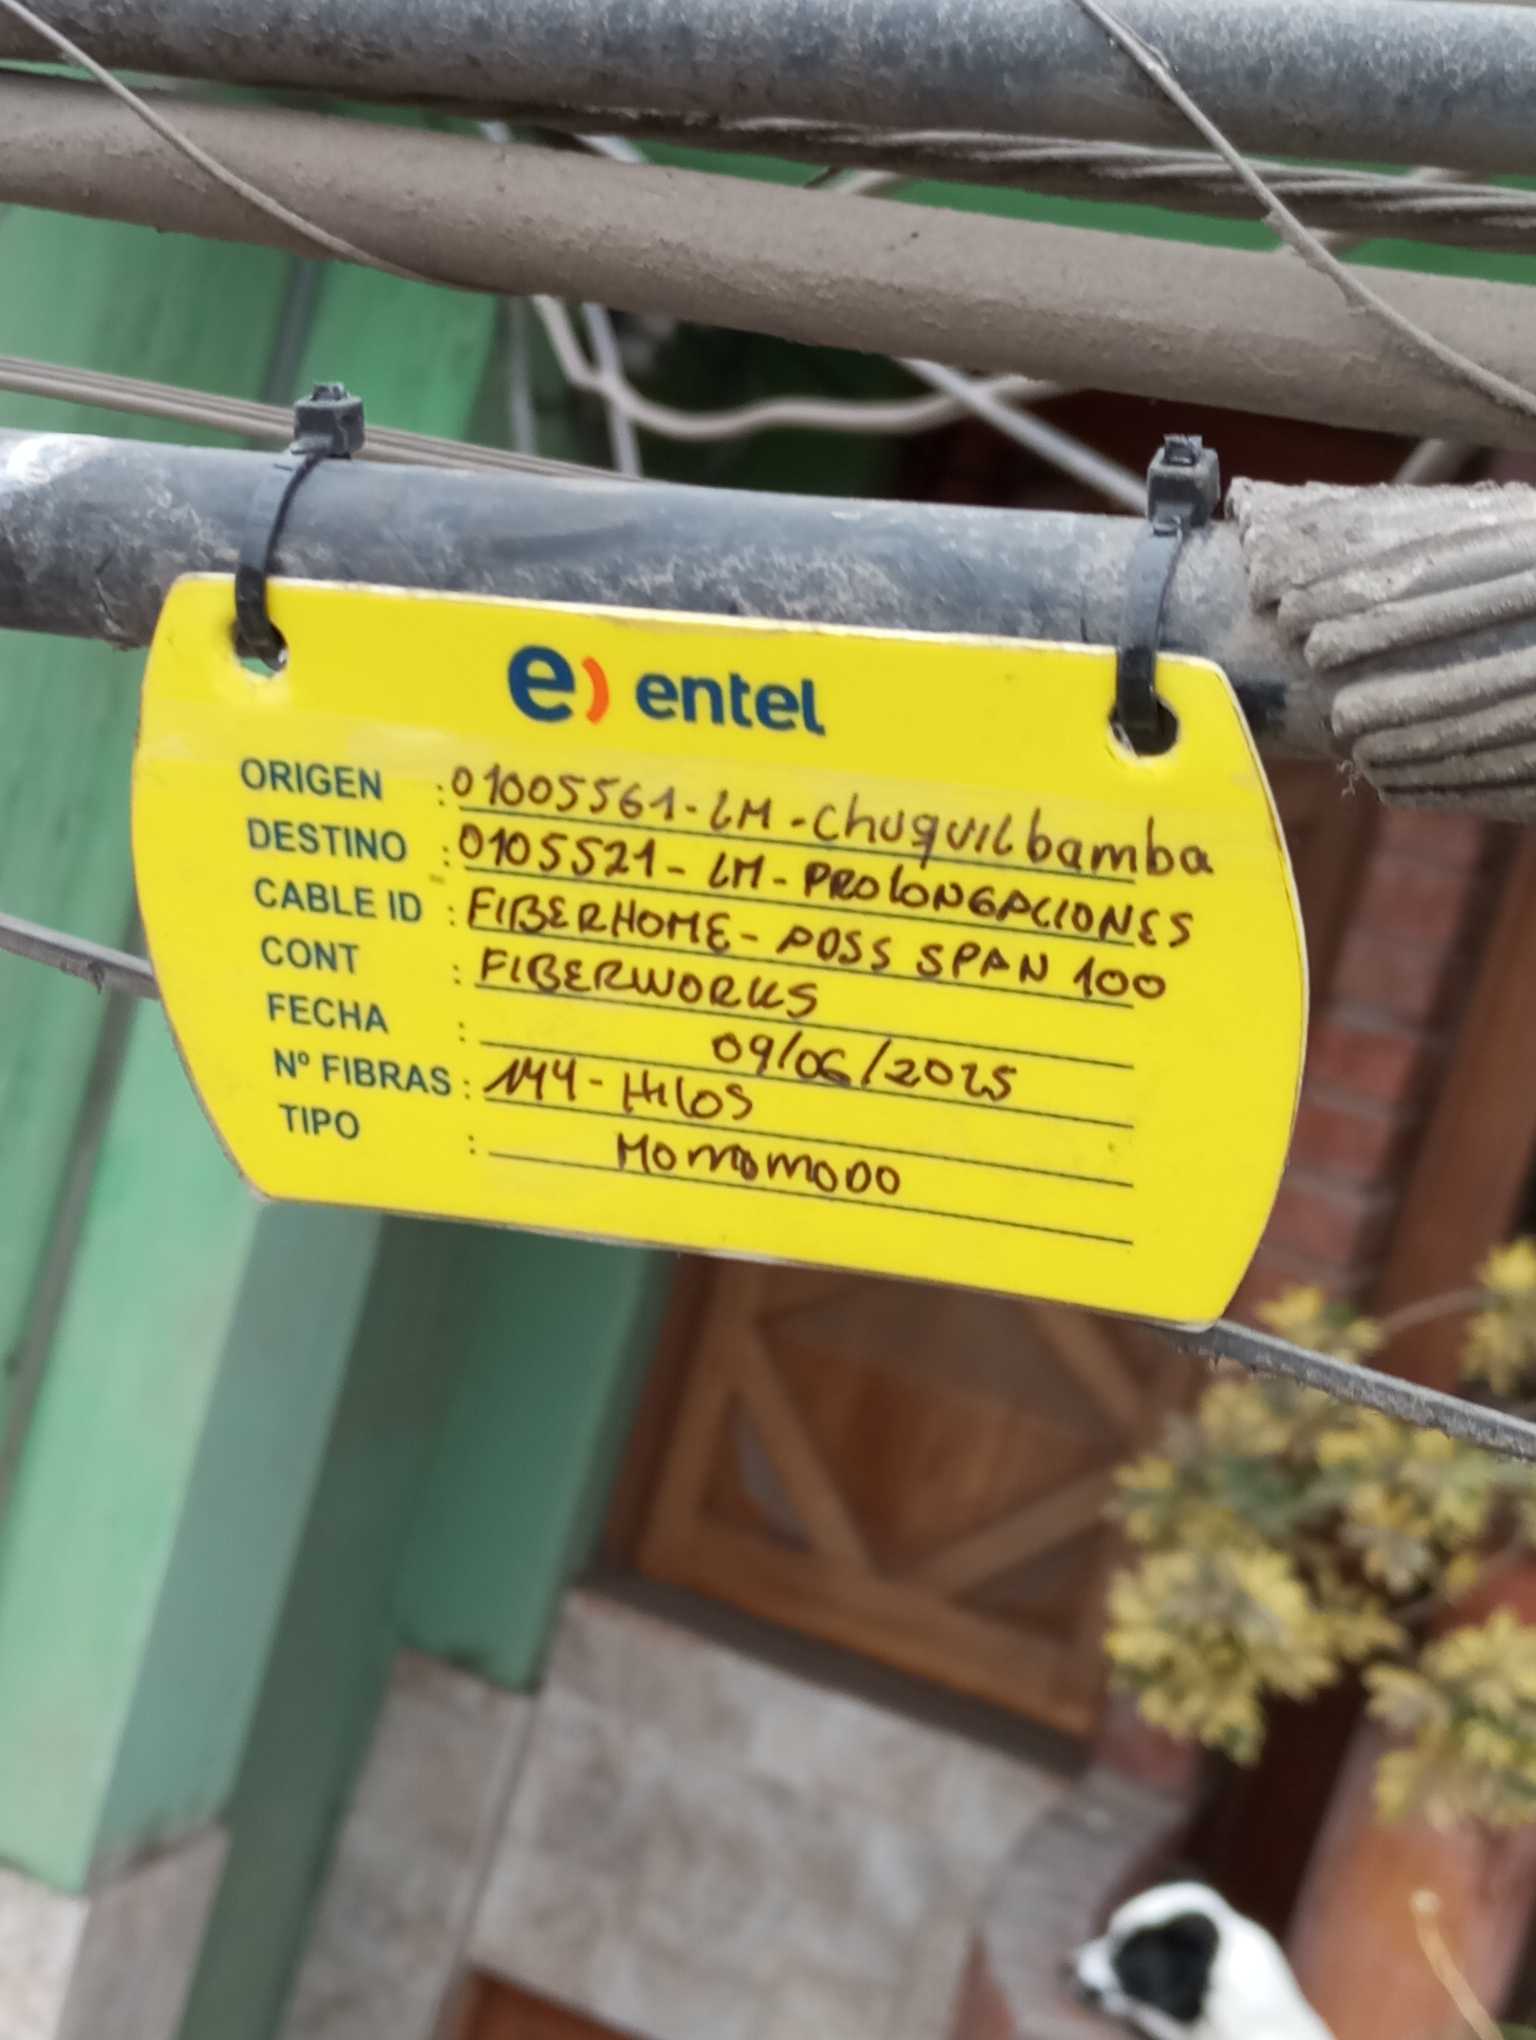 e) entel
ORIGEN : 01005561-LM-Chuquilbamba
DESTINO : 0105521-LM-PROLONGACIONES
CABLE ID : FIBERHOME-ADSS SPAN 100
CONT : FIBERWORKS
FECHA : 09/06/2025
Nº FIBRAS : 144-Hilos
TIPO : MONOMODO